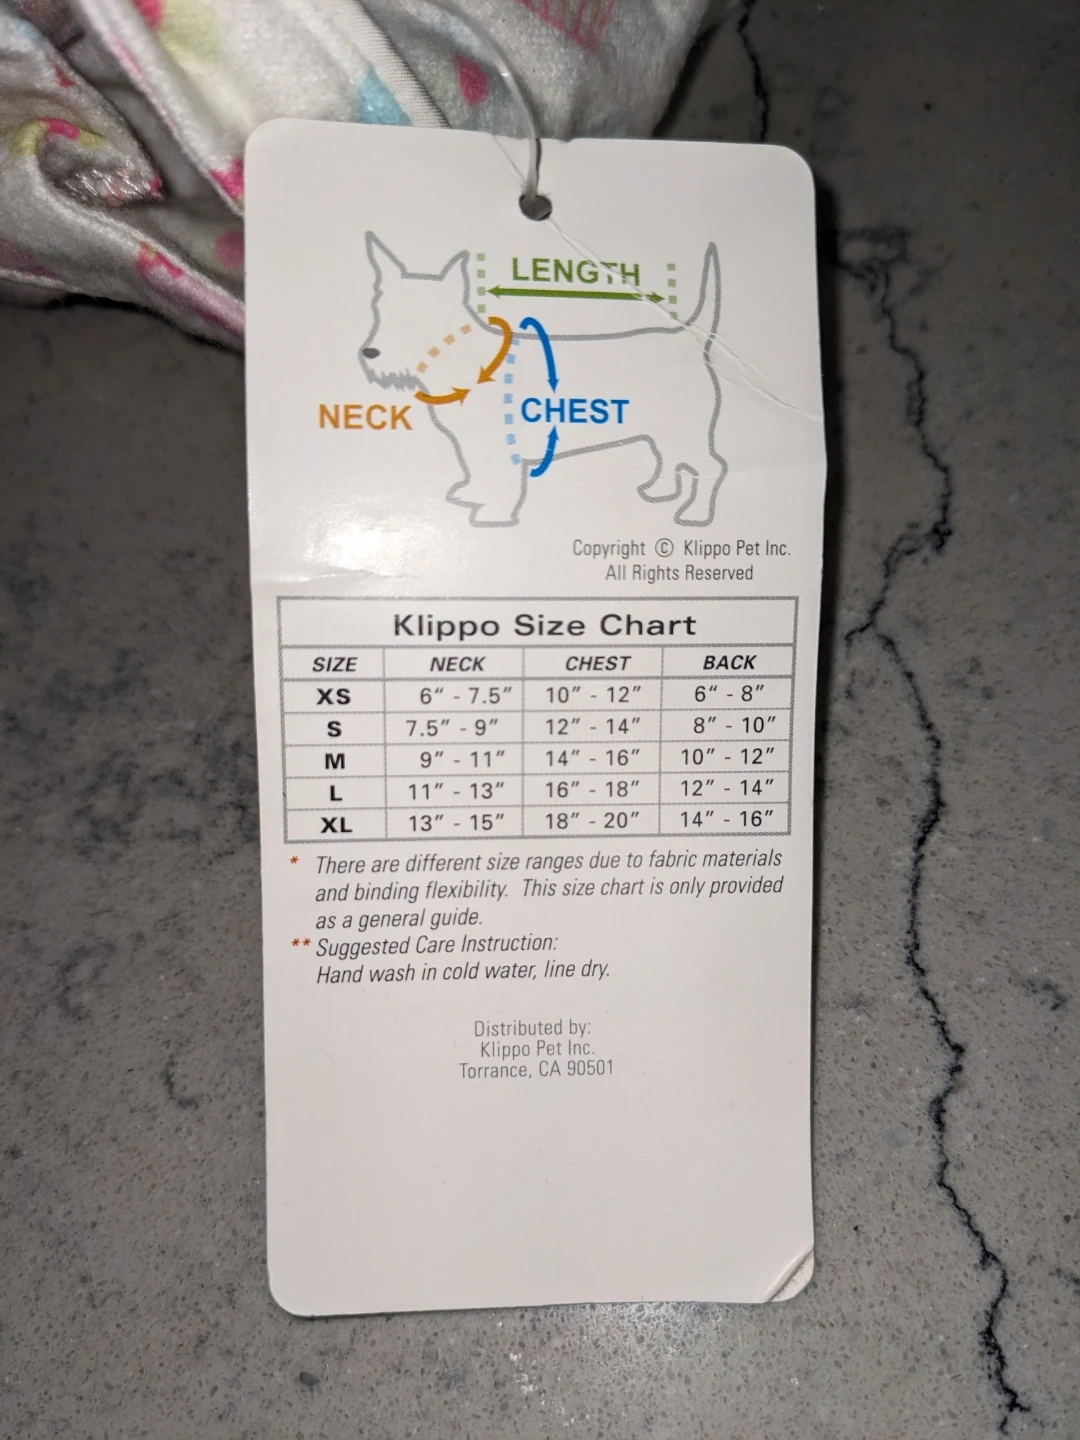 LENGTH
NECK
CHEST
Copyright © Klippo Pet Inc.
All Rights Reserved
Klippo Size Chart
SIZE NECK CHEST BACK
XS 6“ - 7.5” 10” - 12” 6“ - 8”
S 7.5” - 9” 12” - 14” 8” - 10”
M 9” - 11” 14” - 16” 10” - 12”
L 11” - 13” 16” - 18” 12” - 14”
XL 13” - 15” 18” - 20” 14” - 16”
* There are different size ranges due to fabric materials
and binding flexibility. This size chart is only provided
as a general guide.
** Suggested Care Instruction:
Hand wash in cold water, line dry.
Distributed by:
Klippo Pet Inc.
Torrance, CA 90501